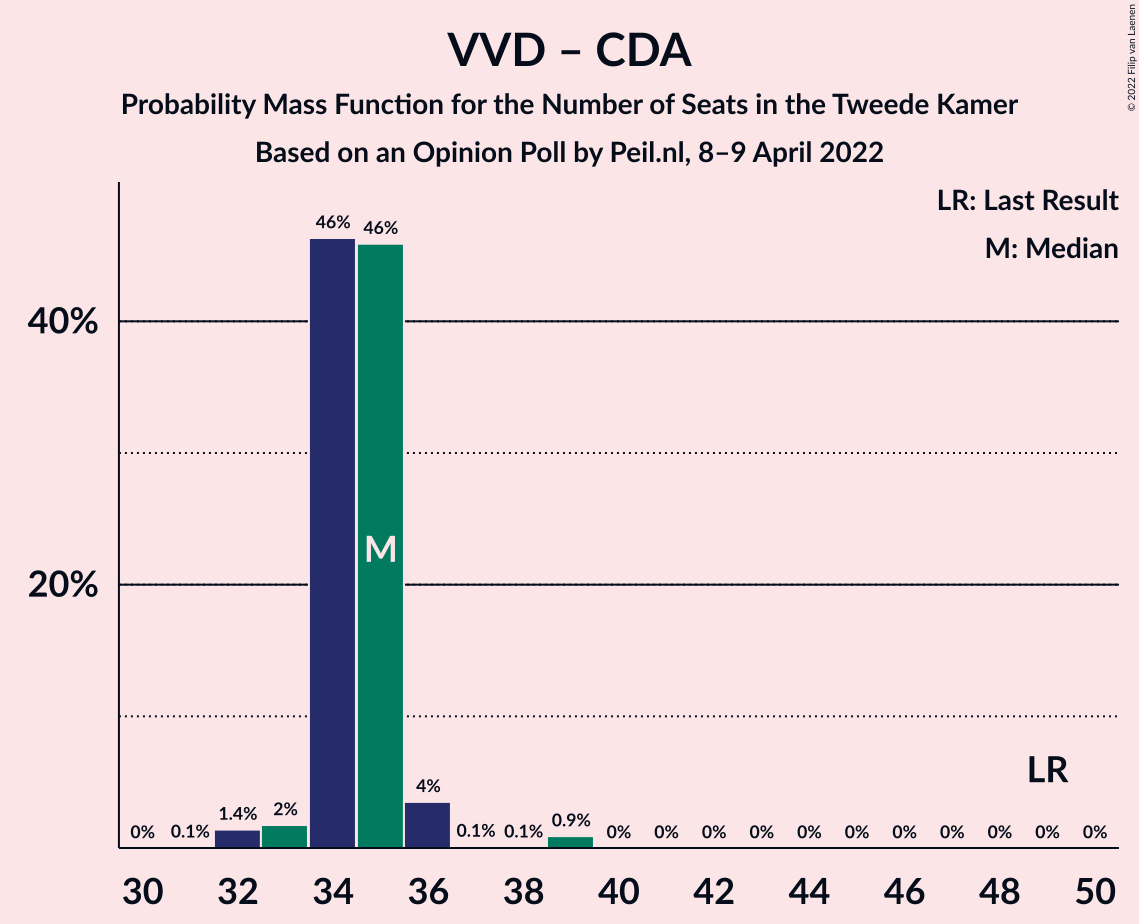 VVD – CDA
Probability Mass Function for the Number of Seats in the Tweede Kamer
Based on an Opinion Poll by Peil.nl, 8–9 April 2022
© 2022 Filip van Laenen
LR: Last Result
M: Median
46%
46%
40%
M
20%
LR
0%
0.1%
1.4%
2%
4%
0.1%
0.1%
0.9%
0%
0%
0%
0%
0%
0%
0%
0%
0%
0%
0%
30 32 34 36 38 40 42 44 46 48 50